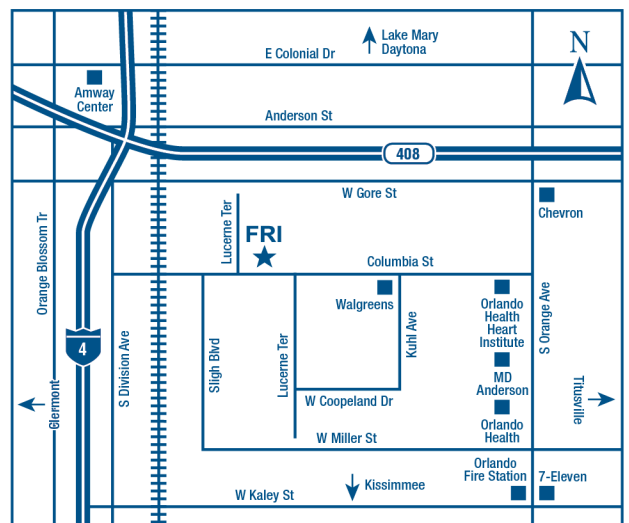 Lake Mary
Daytona
N
E Colonial Dr
Amway
Center
Anderson St
408
W Gore St
Chevron
Orange Blossom Tr
Lucerne Ter
FRI
Columbia St
Walgreens
Orlando
Health
Heart
Institute
S Orange Ave
Kuhl Ave
4
S Division Ave
Sligh Blvd
Lucerne Ter
MD
Anderson
Titusville
Clermont
W Coopeland Dr
Orlando
Health
W Miller St
Orlando
Fire Station
7-Eleven
Kissimmee
W Kaley St